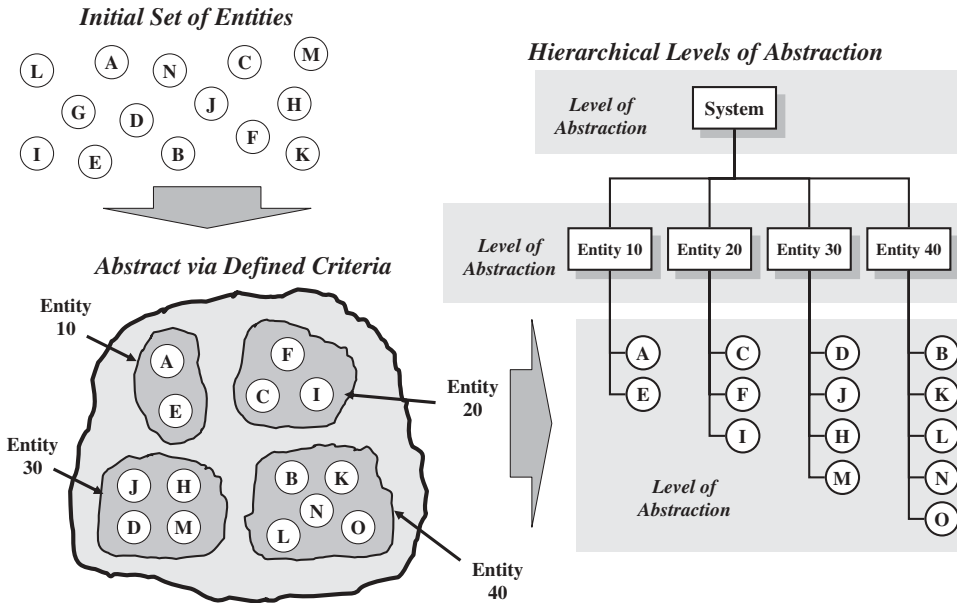 Initial Set of Entities
L
A
N
C
M
G
D
J
H
I
E
B
F
K
Abstract via Defined Criteria
Entity
10
A
E
F
C
I
Entity
20
Entity
30
J
H
D
M
B
K
N
L
O
Entity
40
Hierarchical Levels of Abstraction
Level of
Abstraction
System
Level of
Abstraction
Entity 10
Entity 20
Entity 30
Entity 40
A
C
D
B
E
F
J
K
I
H
L
M
N
O
Level of
Abstraction